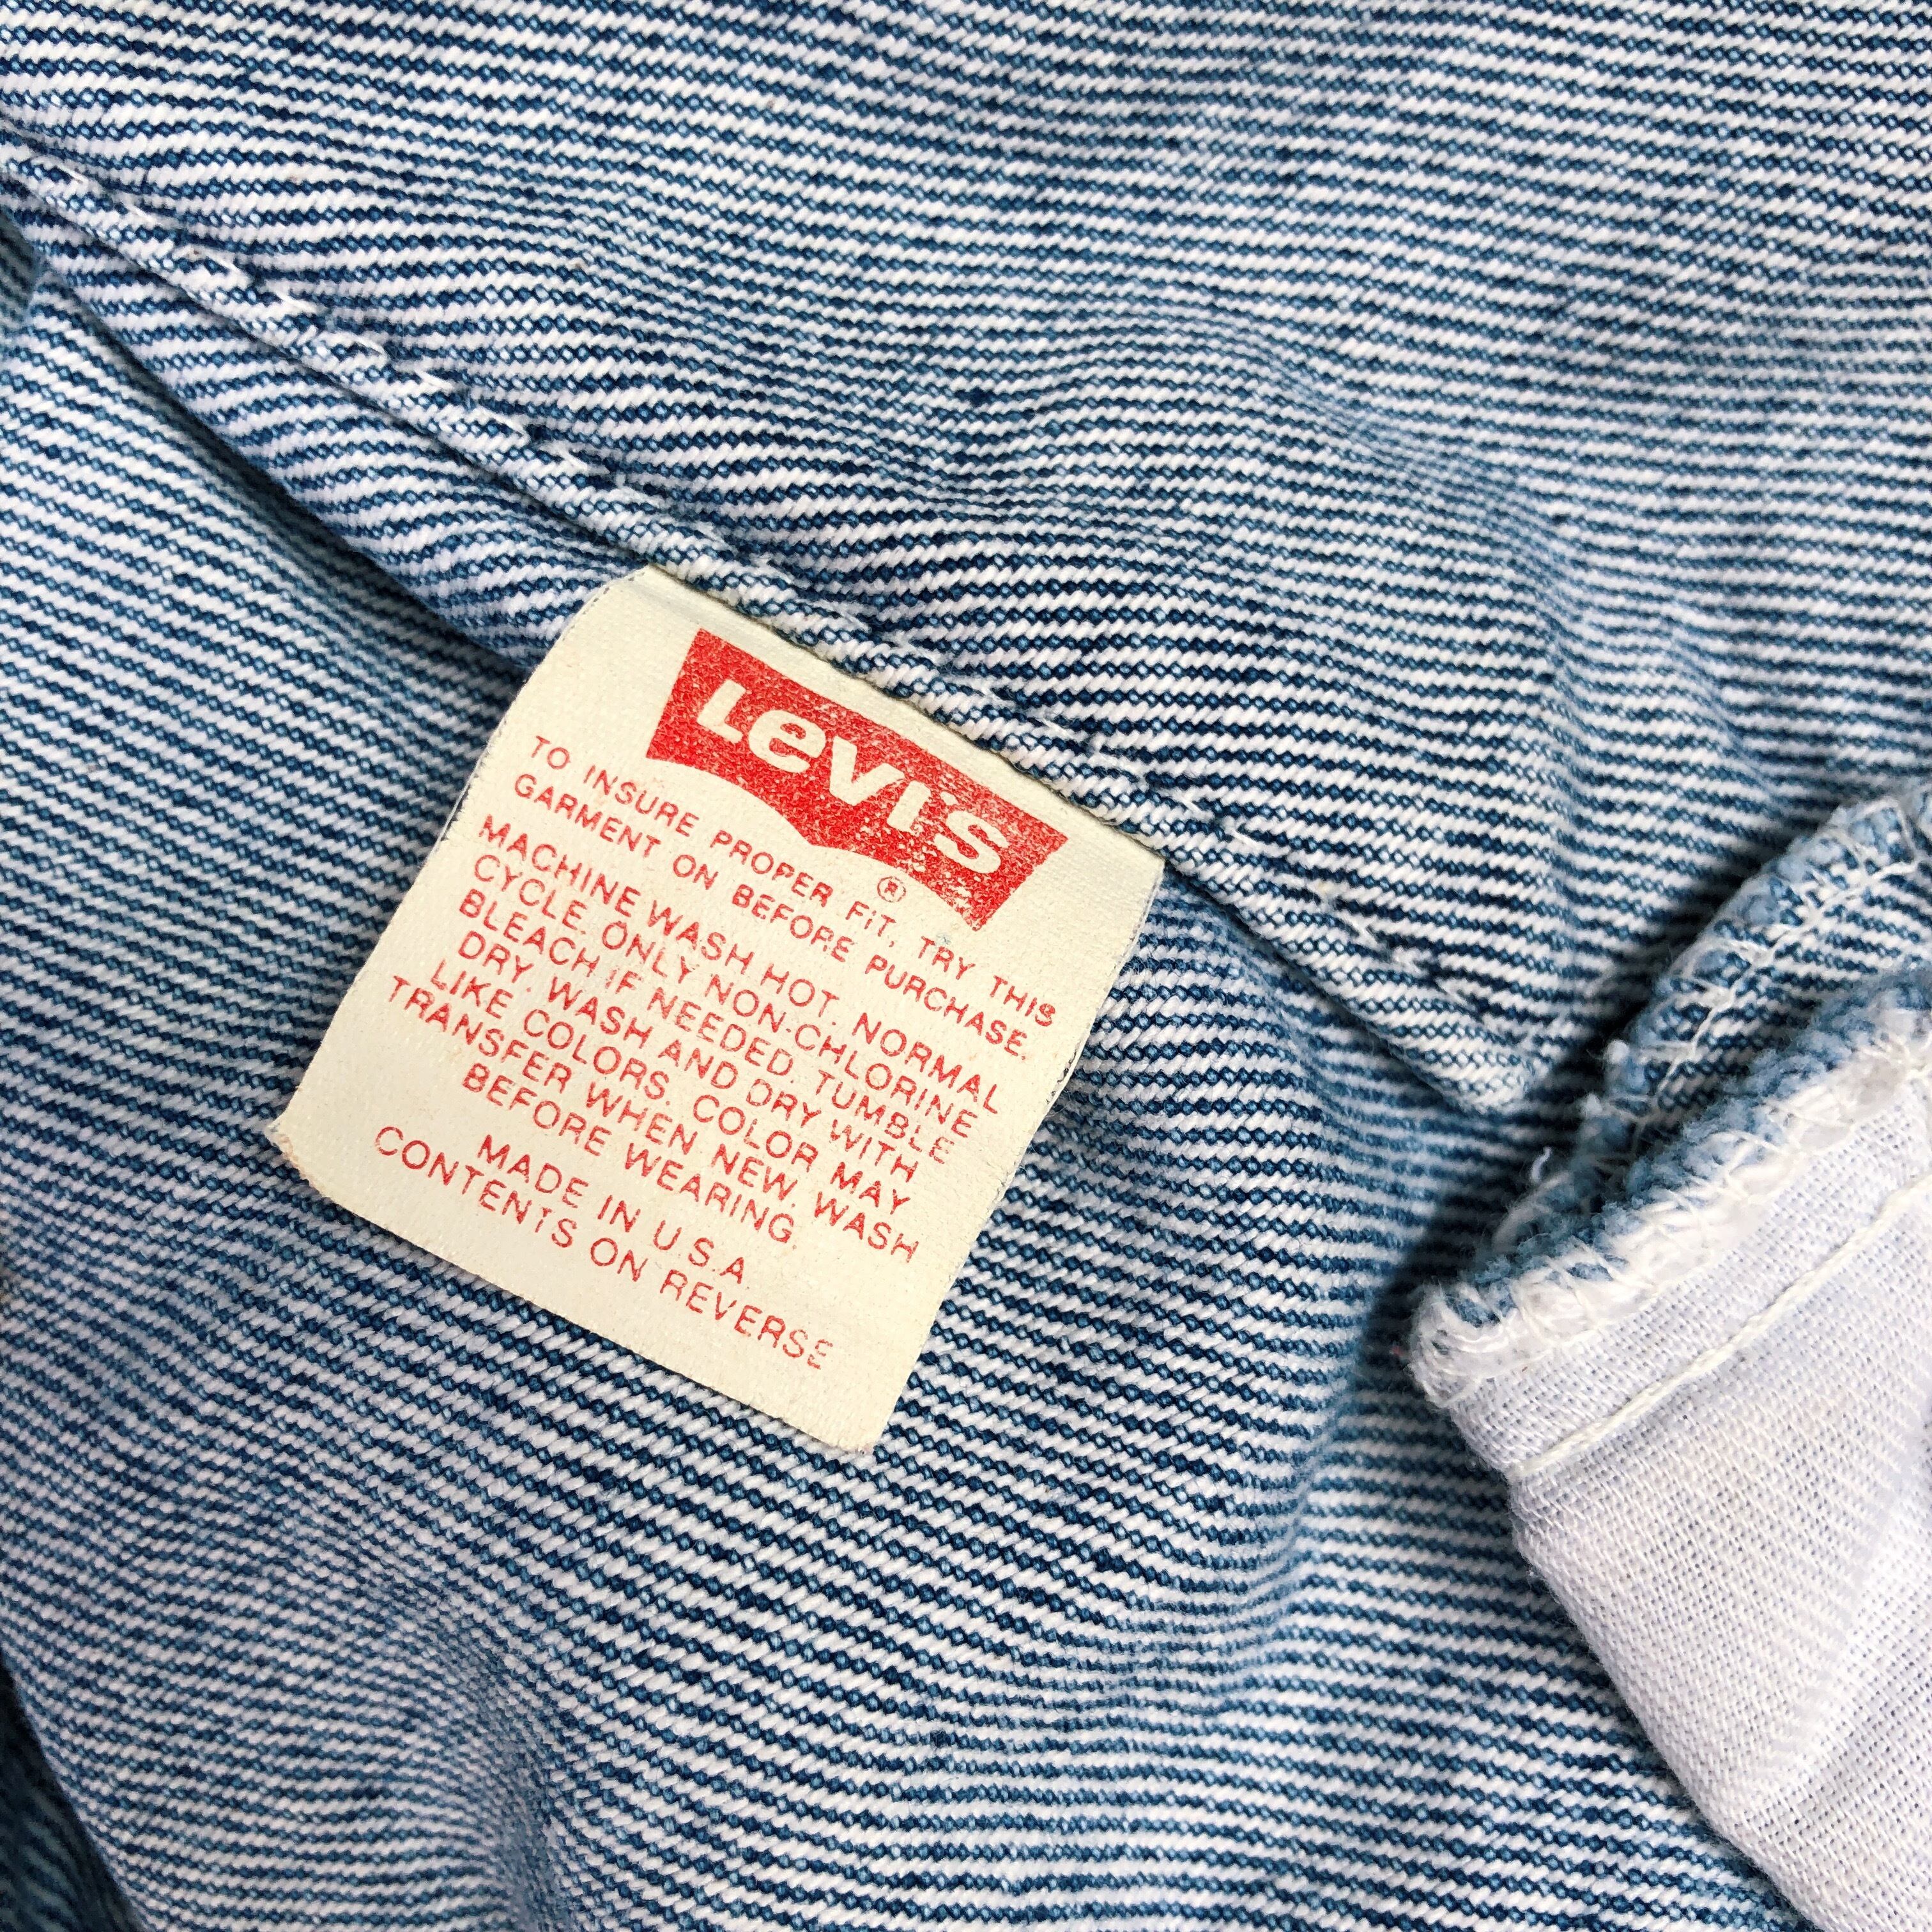 Levi's
®
TO INSURE PROPER FIT, TRY THIS
GARMENT ON BEFORE PURCHASE.
MACHINE WASH HOT, NORMAL
CYCLE. ONLY NON-CHLORINE
BLEACH IF NEEDED. TUMBLE
DRY. WASH AND DRY WITH
LIKE COLORS. COLOR MAY
TRANSFER WHEN NEW, WASH
BEFORE WEARING
MADE IN U.S.A.
CONTENTS ON REVERSE